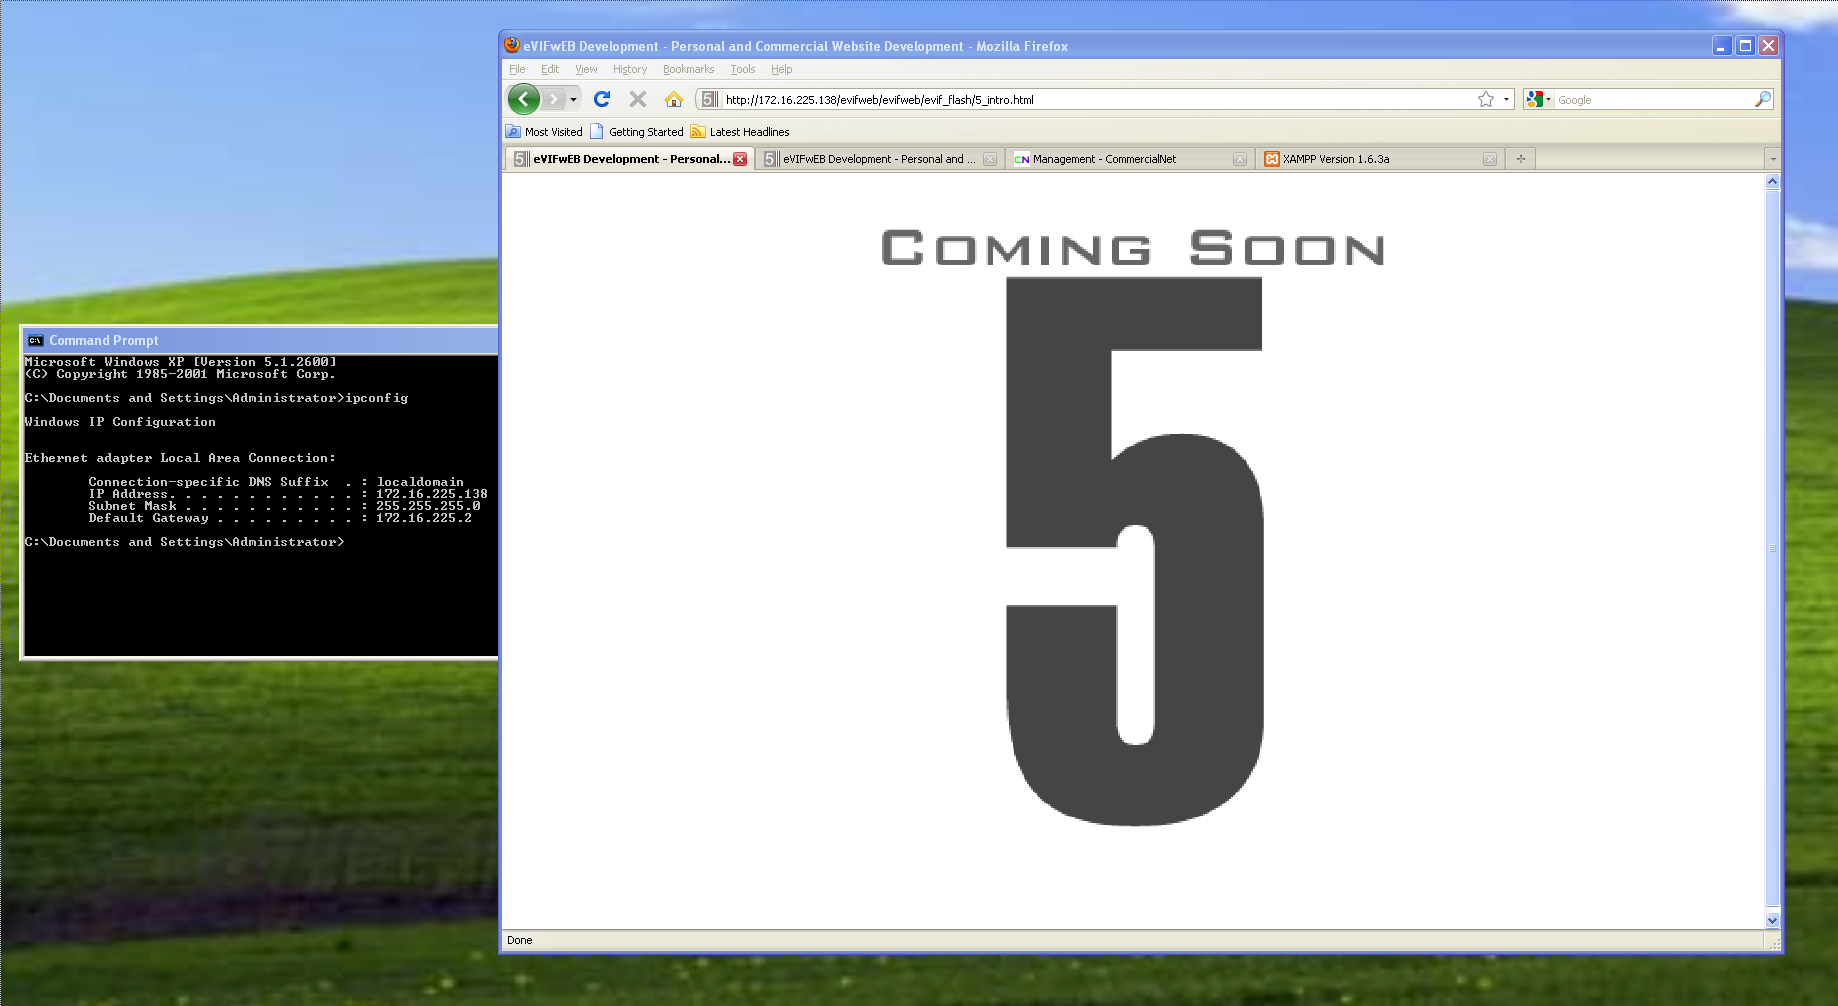 eVIFwEB Development - Personal and Commercial Website Development - Mozilla Firefox
File Edit View History Bookmarks Tools Help
http://172.16.225.138/evifweb/evifweb/evif_flash/5_intro.html
Google
Most Visited Getting Started Latest Headlines
eVIFwEB Development - Personal... eVIFwEB Development - Personal and ... CN Management - CommercialNet XAMPP Version 1.6.3a
COMING SOON
5
Done
Command Prompt
Microsoft Windows XP [Version 5.1.2600]
(C) Copyright 1985-2001 Microsoft Corp.
C:\Documents and Settings\Administrator>ipconfig
Windows IP Configuration
Ethernet adapter Local Area Connection:
Connection-specific DNS Suffix . : localdomain
IP Address. . . . . . . . . . . . : 172.16.225.138
Subnet Mask . . . . . . . . . . . : 255.255.255.0
Default Gateway . . . . . . . . . : 172.16.225.2
C:\Documents and Settings\Administrator>